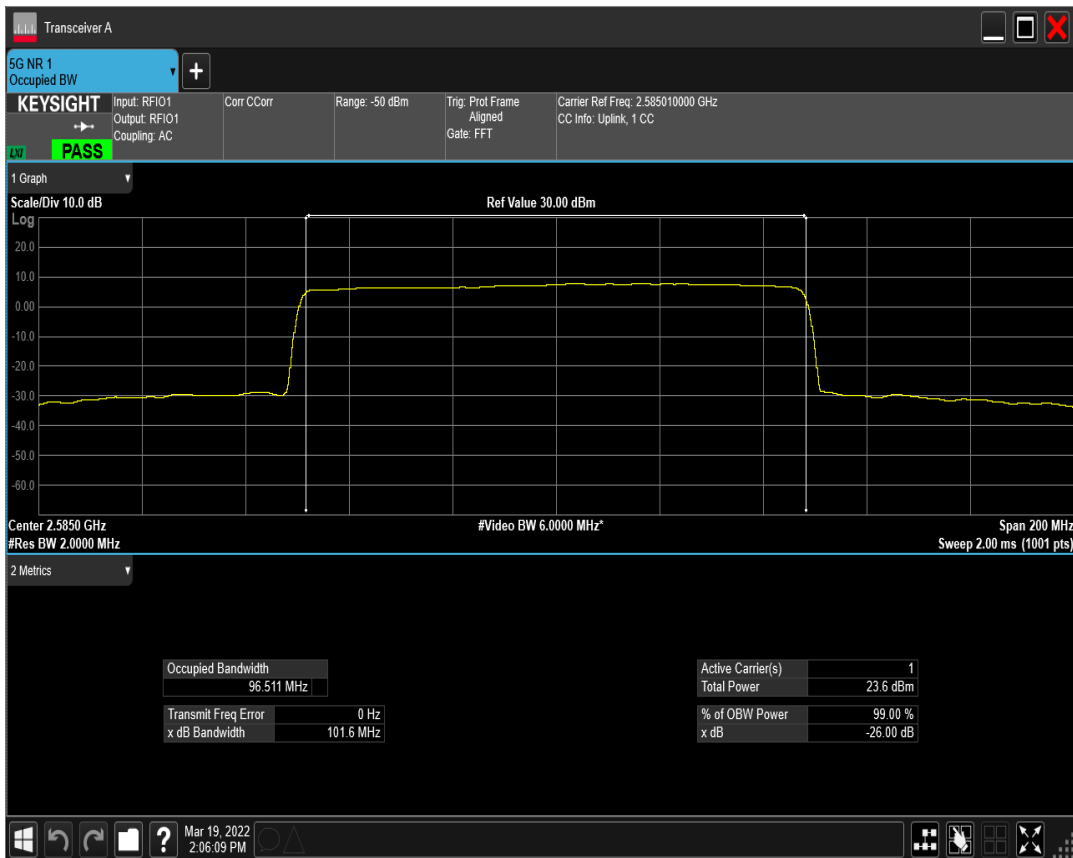 Transceiver A
5G NR 1
Occupied BW
+
KEYSIGHT
LXI
PASS
Input: RFIO1
Output: RFIO1
Coupling: AC
Corr CCorr
Range: -50 dBm
Trig: Prot Frame
Aligned
Gate: FFT
Carrier Ref Freq: 2.585010000 GHz
CC Info: Uplink, 1 CC
1 Graph
Scale/Div 10.0 dB
Ref Value 30.00 dBm
Log
20.0
10.0
0.00
-10.0
-20.0
-30.0
-40.0
-50.0
-60.0
Center 2.5850 GHz
#Video BW 6.0000 MHz*
Span 200 MHz
#Res BW 2.0000 MHz
Sweep 2.00 ms (1001 pts)
2 Metrics
Occupied Bandwidth
96.511 MHz
Transmit Freq Error 0 Hz
x dB Bandwidth 101.6 MHz
Active Carrier(s) 1
Total Power 23.6 dBm
% of OBW Power 99.00 %
x dB -26.00 dB
?
Mar 19, 2022
2:06:09 PM